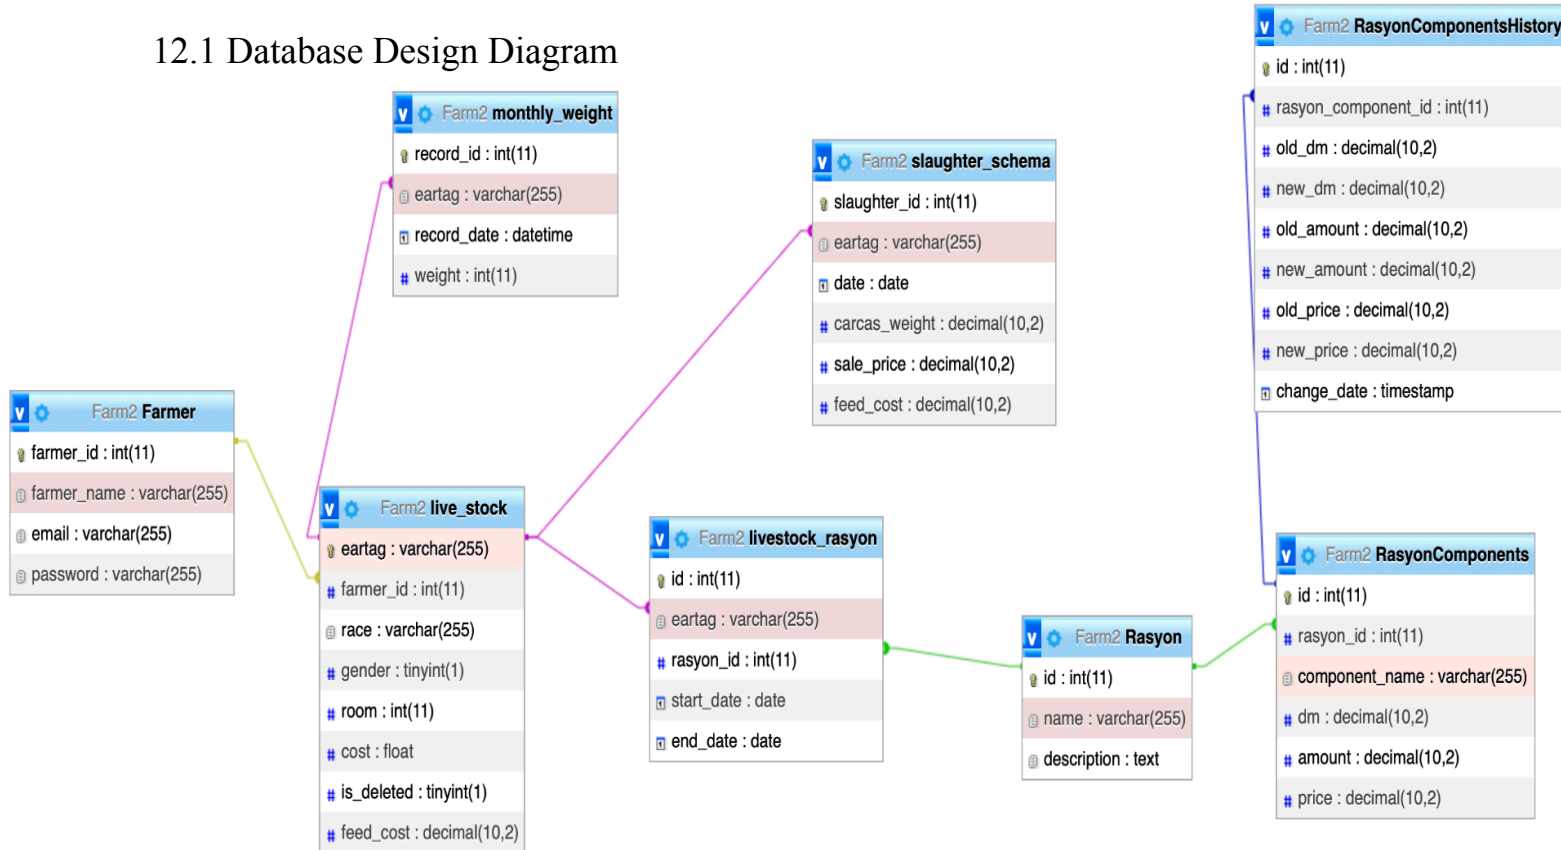 12.1 Database Design Diagram
Farm2 monthly_weight
record_id : int(11)
eartag : varchar(255)
record_date : datetime
weight : int(11)
Farm2 slaughter_schema
slaughter_id : int(11)
eartag : varchar(255)
date : date
carcas_weight : decimal(10,2)
sale_price : decimal(10,2)
feed_cost : decimal(10,2)
Farm2 RasyonComponentsHistory
id : int(11)
rasyon_component_id : int(11)
old_dm : decimal(10,2)
new_dm : decimal(10,2)
old_amount : decimal(10,2)
new_amount : decimal(10,2)
old_price : decimal(10,2)
new_price : decimal(10,2)
change_date : timestamp
Farm2 Farmer
farmer_id : int(11)
farmer_name : varchar(255)
email : varchar(255)
password : varchar(255)
Farm2 live_stock
eartag : varchar(255)
farmer_id : int(11)
race : varchar(255)
gender : tinyint(1)
room : int(11)
cost : float
is_deleted : tinyint(1)
feed_cost : decimal(10,2)
Farm2 livestock_rasyon
id : int(11)
eartag : varchar(255)
rasyon_id : int(11)
start_date : date
end_date : date
Farm2 Rasyon
id : int(11)
name : varchar(255)
description : text
Farm2 RasyonComponents
id : int(11)
rasyon_id : int(11)
component_name : varchar(255)
dm : decimal(10,2)
amount : decimal(10,2)
price : decimal(10,2)